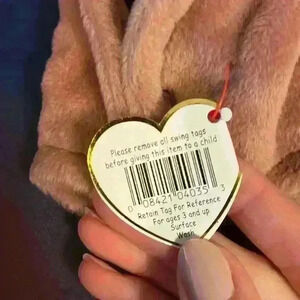 Please remove all swing tags
before giving this item to a child
0 08421 04035 3
Retain Tag For Reference
For ages 3 and up
Surface
Wash